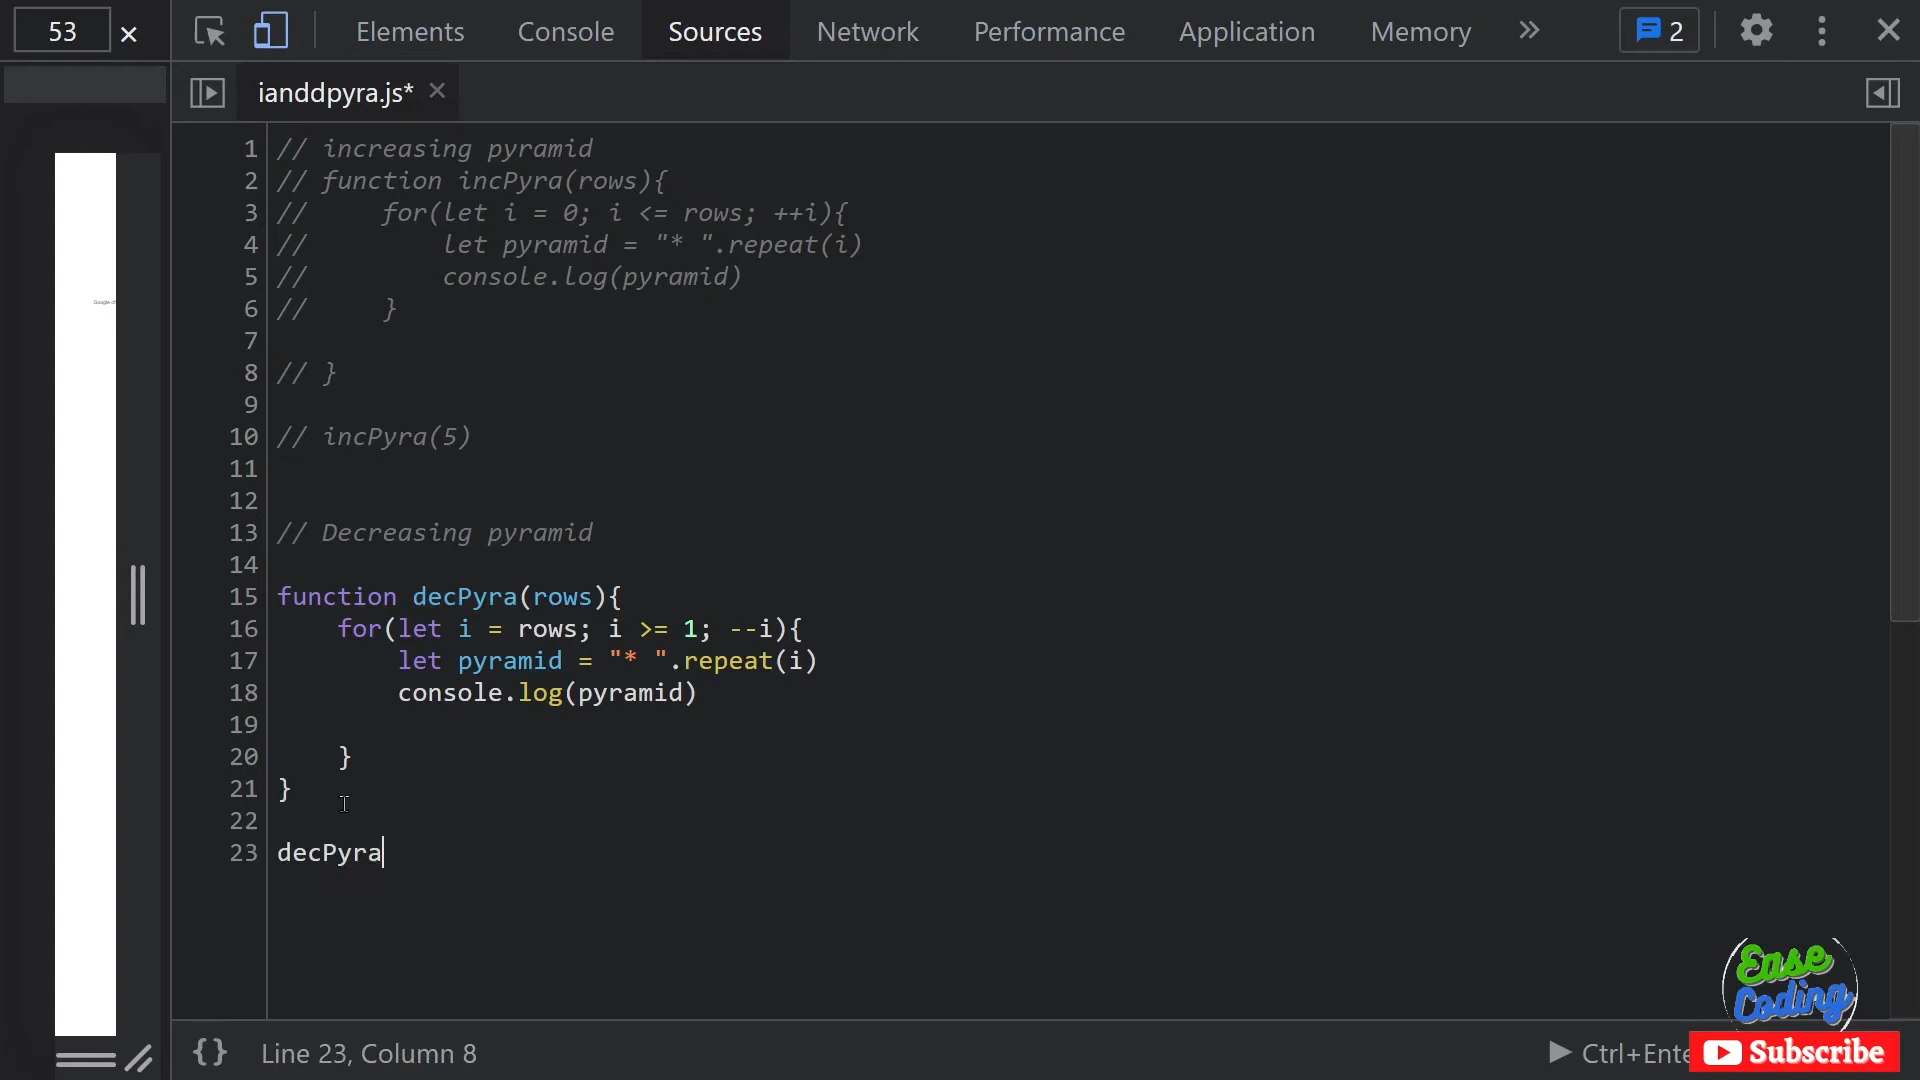 53 × Elements Console Sources Network Performance Application Memory » 2
ianddpyra.js* ×
1 // increasing pyramid
2 // function incPyra(rows){
3 //     for(let i = 0; i <= rows; ++i){
4 //         let pyramid = "* ".repeat(i)
5 //         console.log(pyramid)
6 //     }
7
8 // }
9
10 // incPyra(5)
11
12
13 // Decreasing pyramid
14
15 function decPyra(rows){
16     for(let i = rows; i >= 1; --i){
17         let pyramid = "* ".repeat(i)
18         console.log(pyramid)
19
20     }
21 }
22
23 decPyra
Ease
Coding
{} Line 23, Column 8 Ctrl+Ente
Subscribe